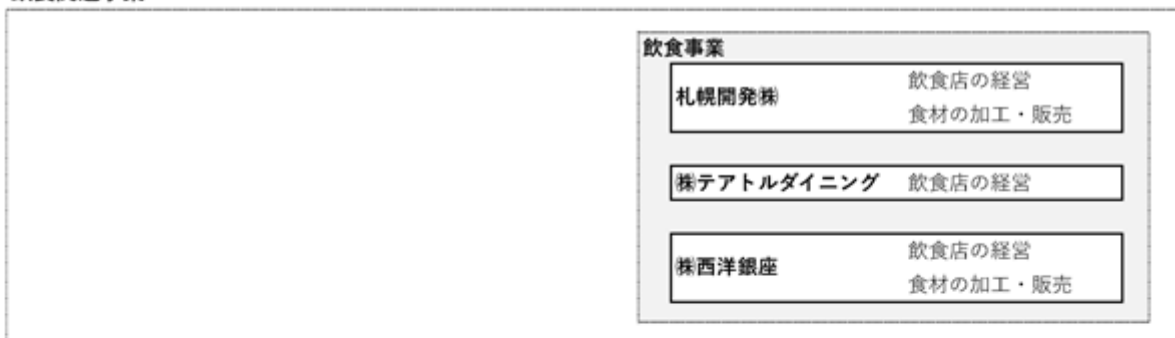 飲食事業
札幌開発㈱
飲食店の経営
食材の加工・販売
㈱テアトルダイニング 飲食店の経営
㈱西洋銀座
飲食店の経営
食材の加工・販売